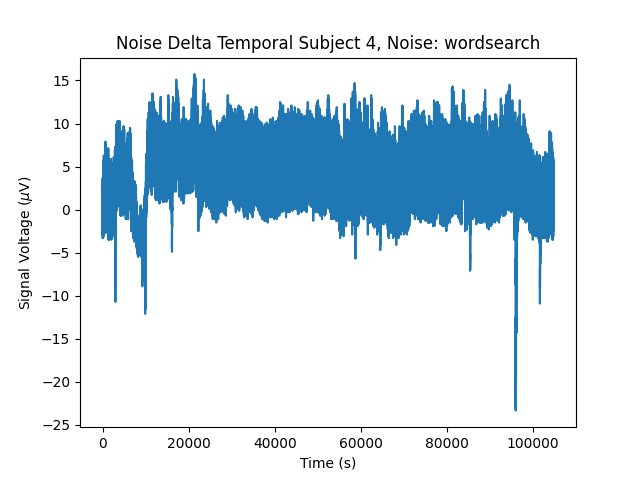 Noise Delta Temporal Subject 4, Noise: wordsearch
15
10
5
0
−5
−10
−15
−20
−25
Signal Voltage (μV)
0 20000 40000 60000 80000 100000
Time (s)